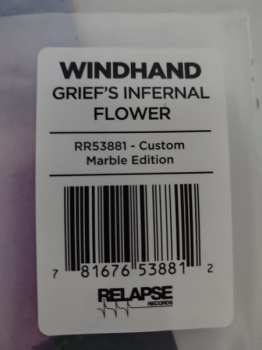 WINDHAND
GRIEF'S INFERNAL
FLOWER
RR53881 - Custom
Marble Edition
7 81676 53881 2
RELAPSE
RECORDS